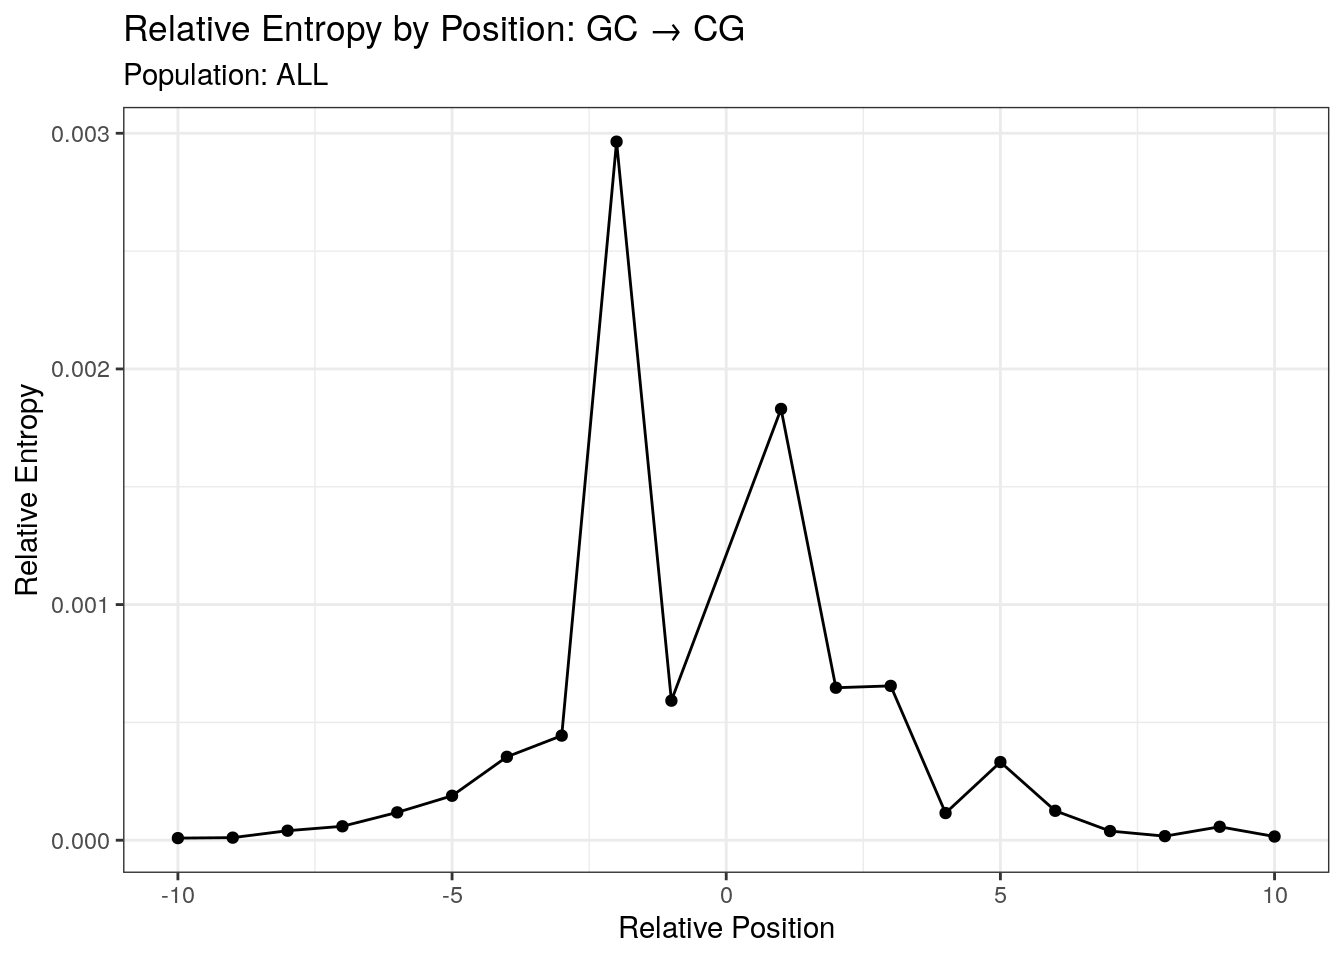 Relative Entropy by Position: GC → CG
Population: ALL
0.003
0.002
0.001
0.000
Relative Entropy
-10 -5 0 5 10
Relative Position